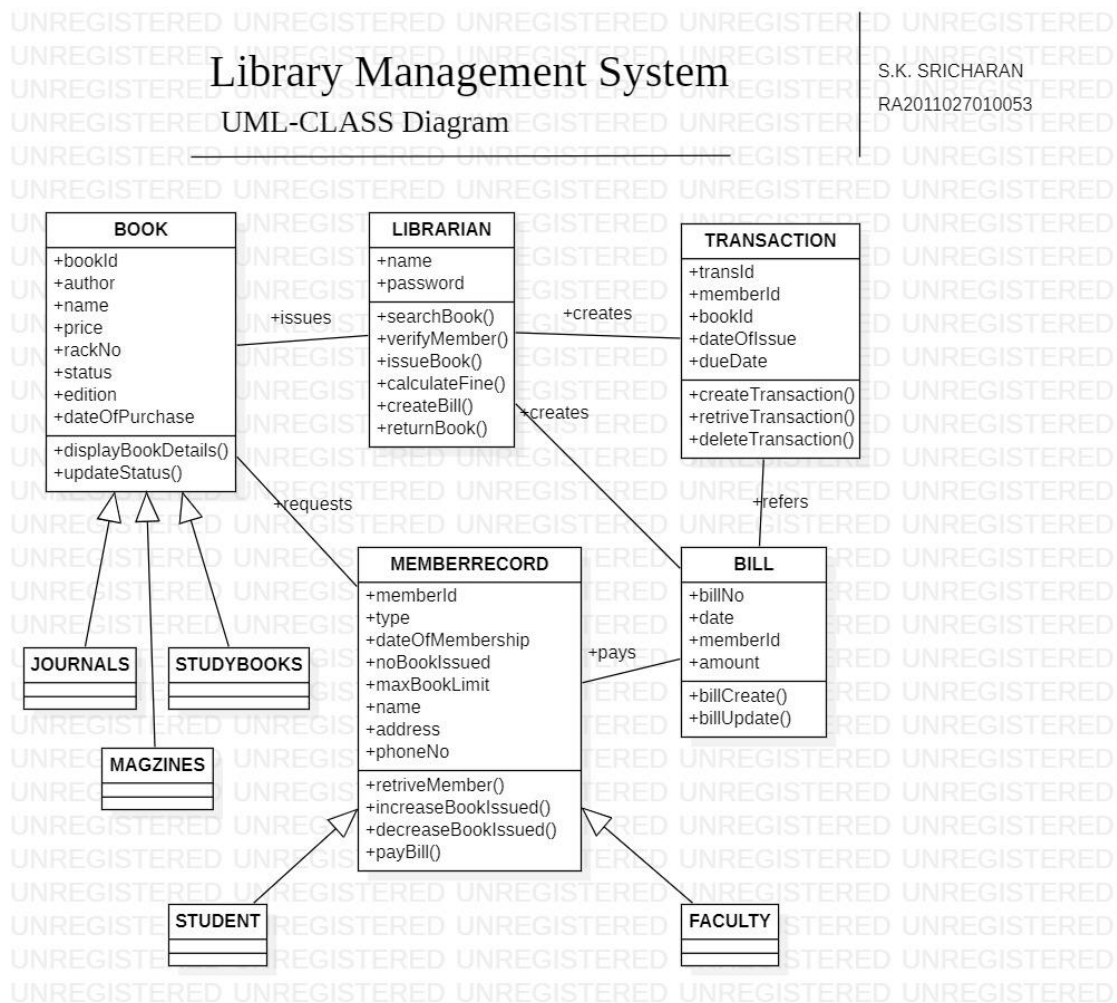 Library Management System
UML-CLASS Diagram
S.K. SRICHARAN
RA2011027010053
BOOK
+bookId
+author
+name
+price
+rackNo
+status
+edition
+dateOfPurchase
+displayBookDetails()
+updateStatus()
+issues
LIBRARIAN
+name
+password
+searchBook()
+verifyMember()
+issueBook()
+calculateFine()
+createBill()
+returnBook()
+creates
+creates
TRANSACTION
+transId
+memberId
+bookId
+dateOfIssue
+dueDate
+createTransaction()
+retriveTransaction()
+deleteTransaction()
+requests
+refers
JOURNALS
STUDYBOOKS
MAGZINES
MEMBERRECORD
+memberId
+type
+dateOfMembership
+noBookIssued
+maxBookLimit
+name
+address
+phoneNo
+retriveMember()
+increaseBookIssued()
+decreaseBookIssued()
+payBill()
+pays
BILL
+billNo
+date
+memberId
+amount
+billCreate()
+billUpdate()
STUDENT
FACULTY
UNREGISTERED